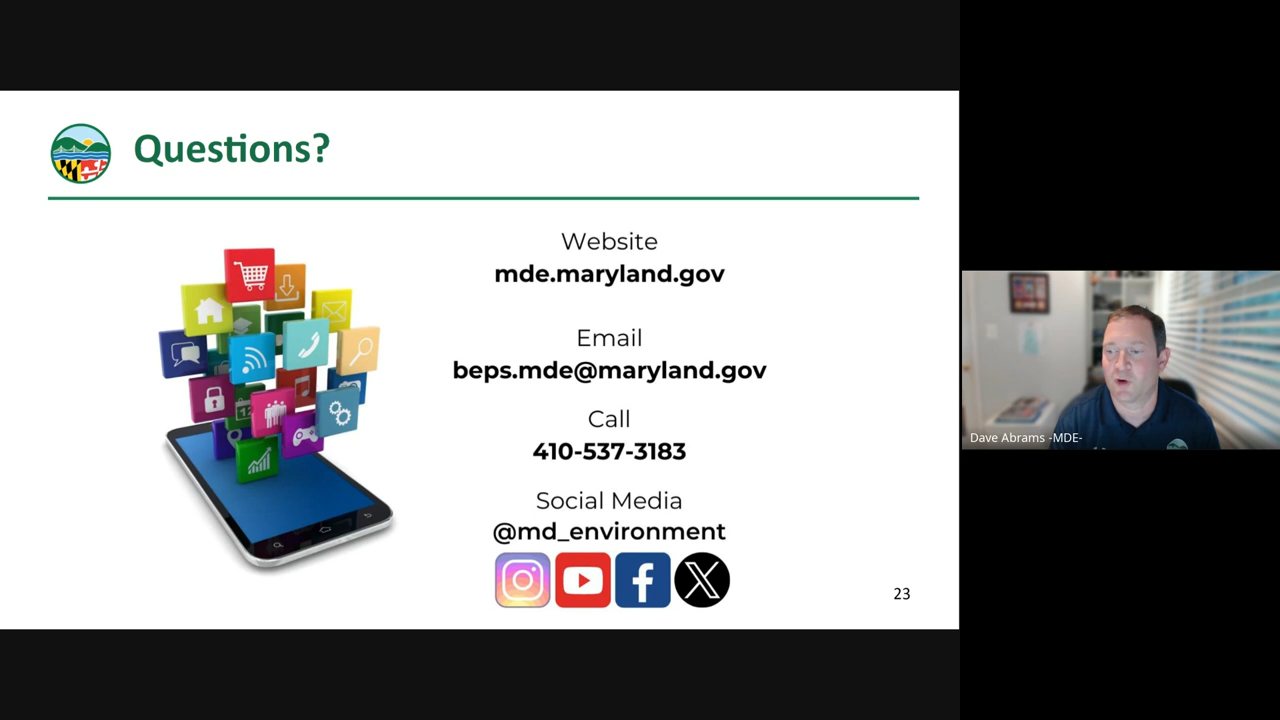 Questions?
Website
mde.maryland.gov
Email
beps.mde@maryland.gov
Call
410-537-3183
Social Media
@md_environment
23
Dave Abrams -MDE-